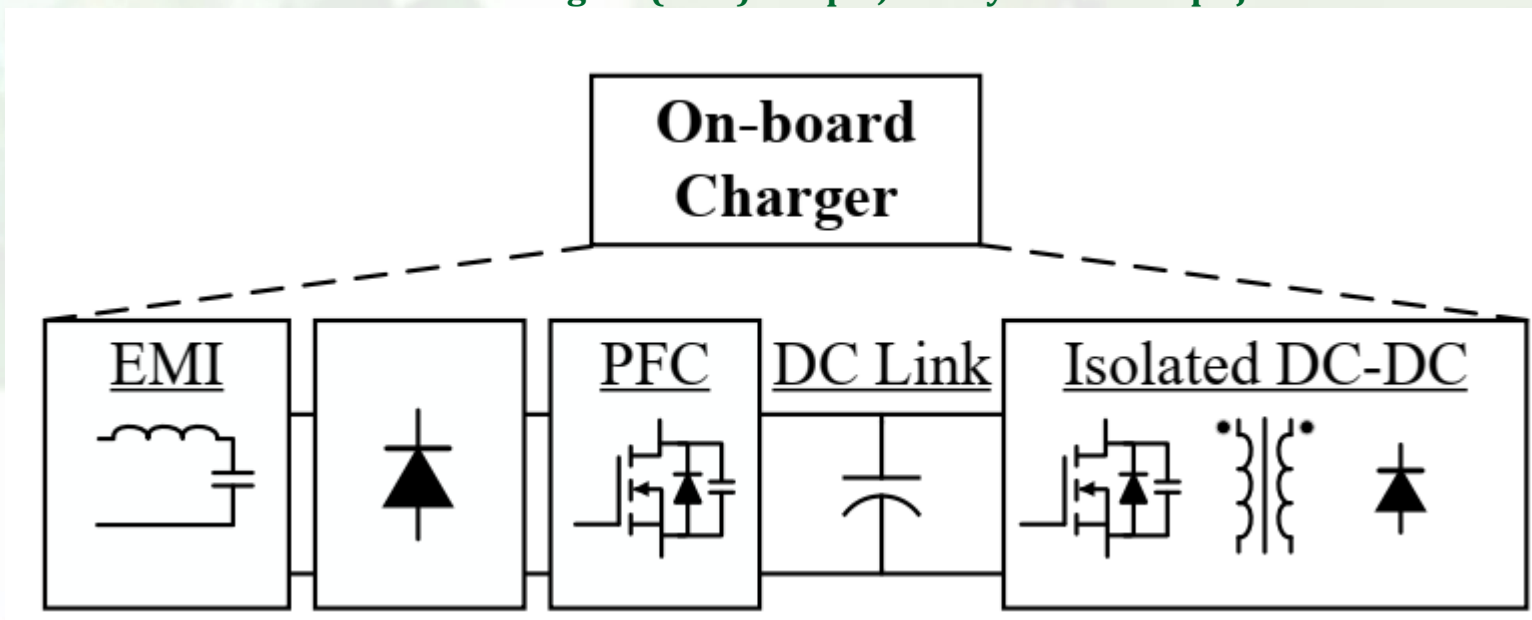 On-board
Charger
EMI
PFC
DC Link
Isolated DC-DC